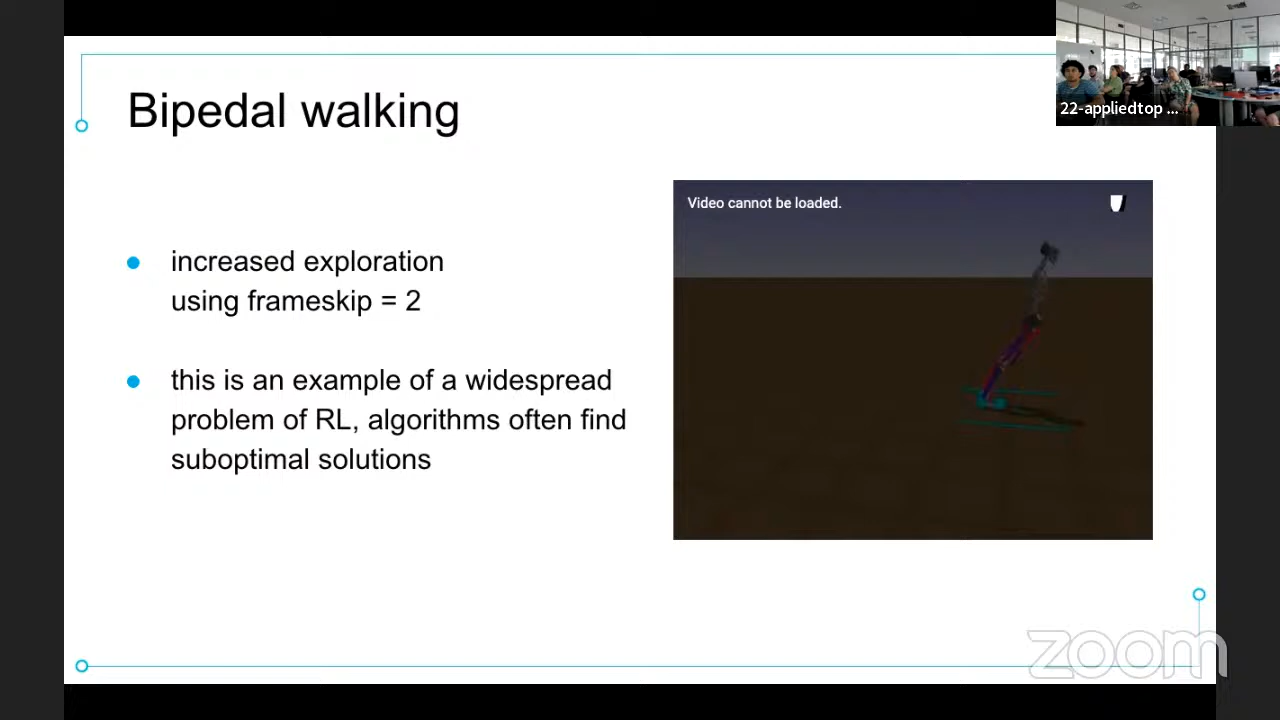 22-appliedtop ...
Bipedal walking
Video cannot be loaded.
increased exploration
using frameskip = 2
this is an example of a widespread
problem of RL, algorithms often find
suboptimal solutions
zoom